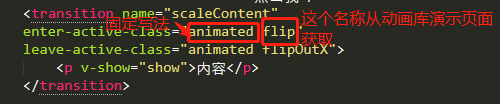 <transition name="scaleContent"
固定写法
这个名称从动画库演示页面
获取
enter-active-class="animated flip
leave-active-class="animated flipOutX">
<p v-show="show">内容</p>
</transition>